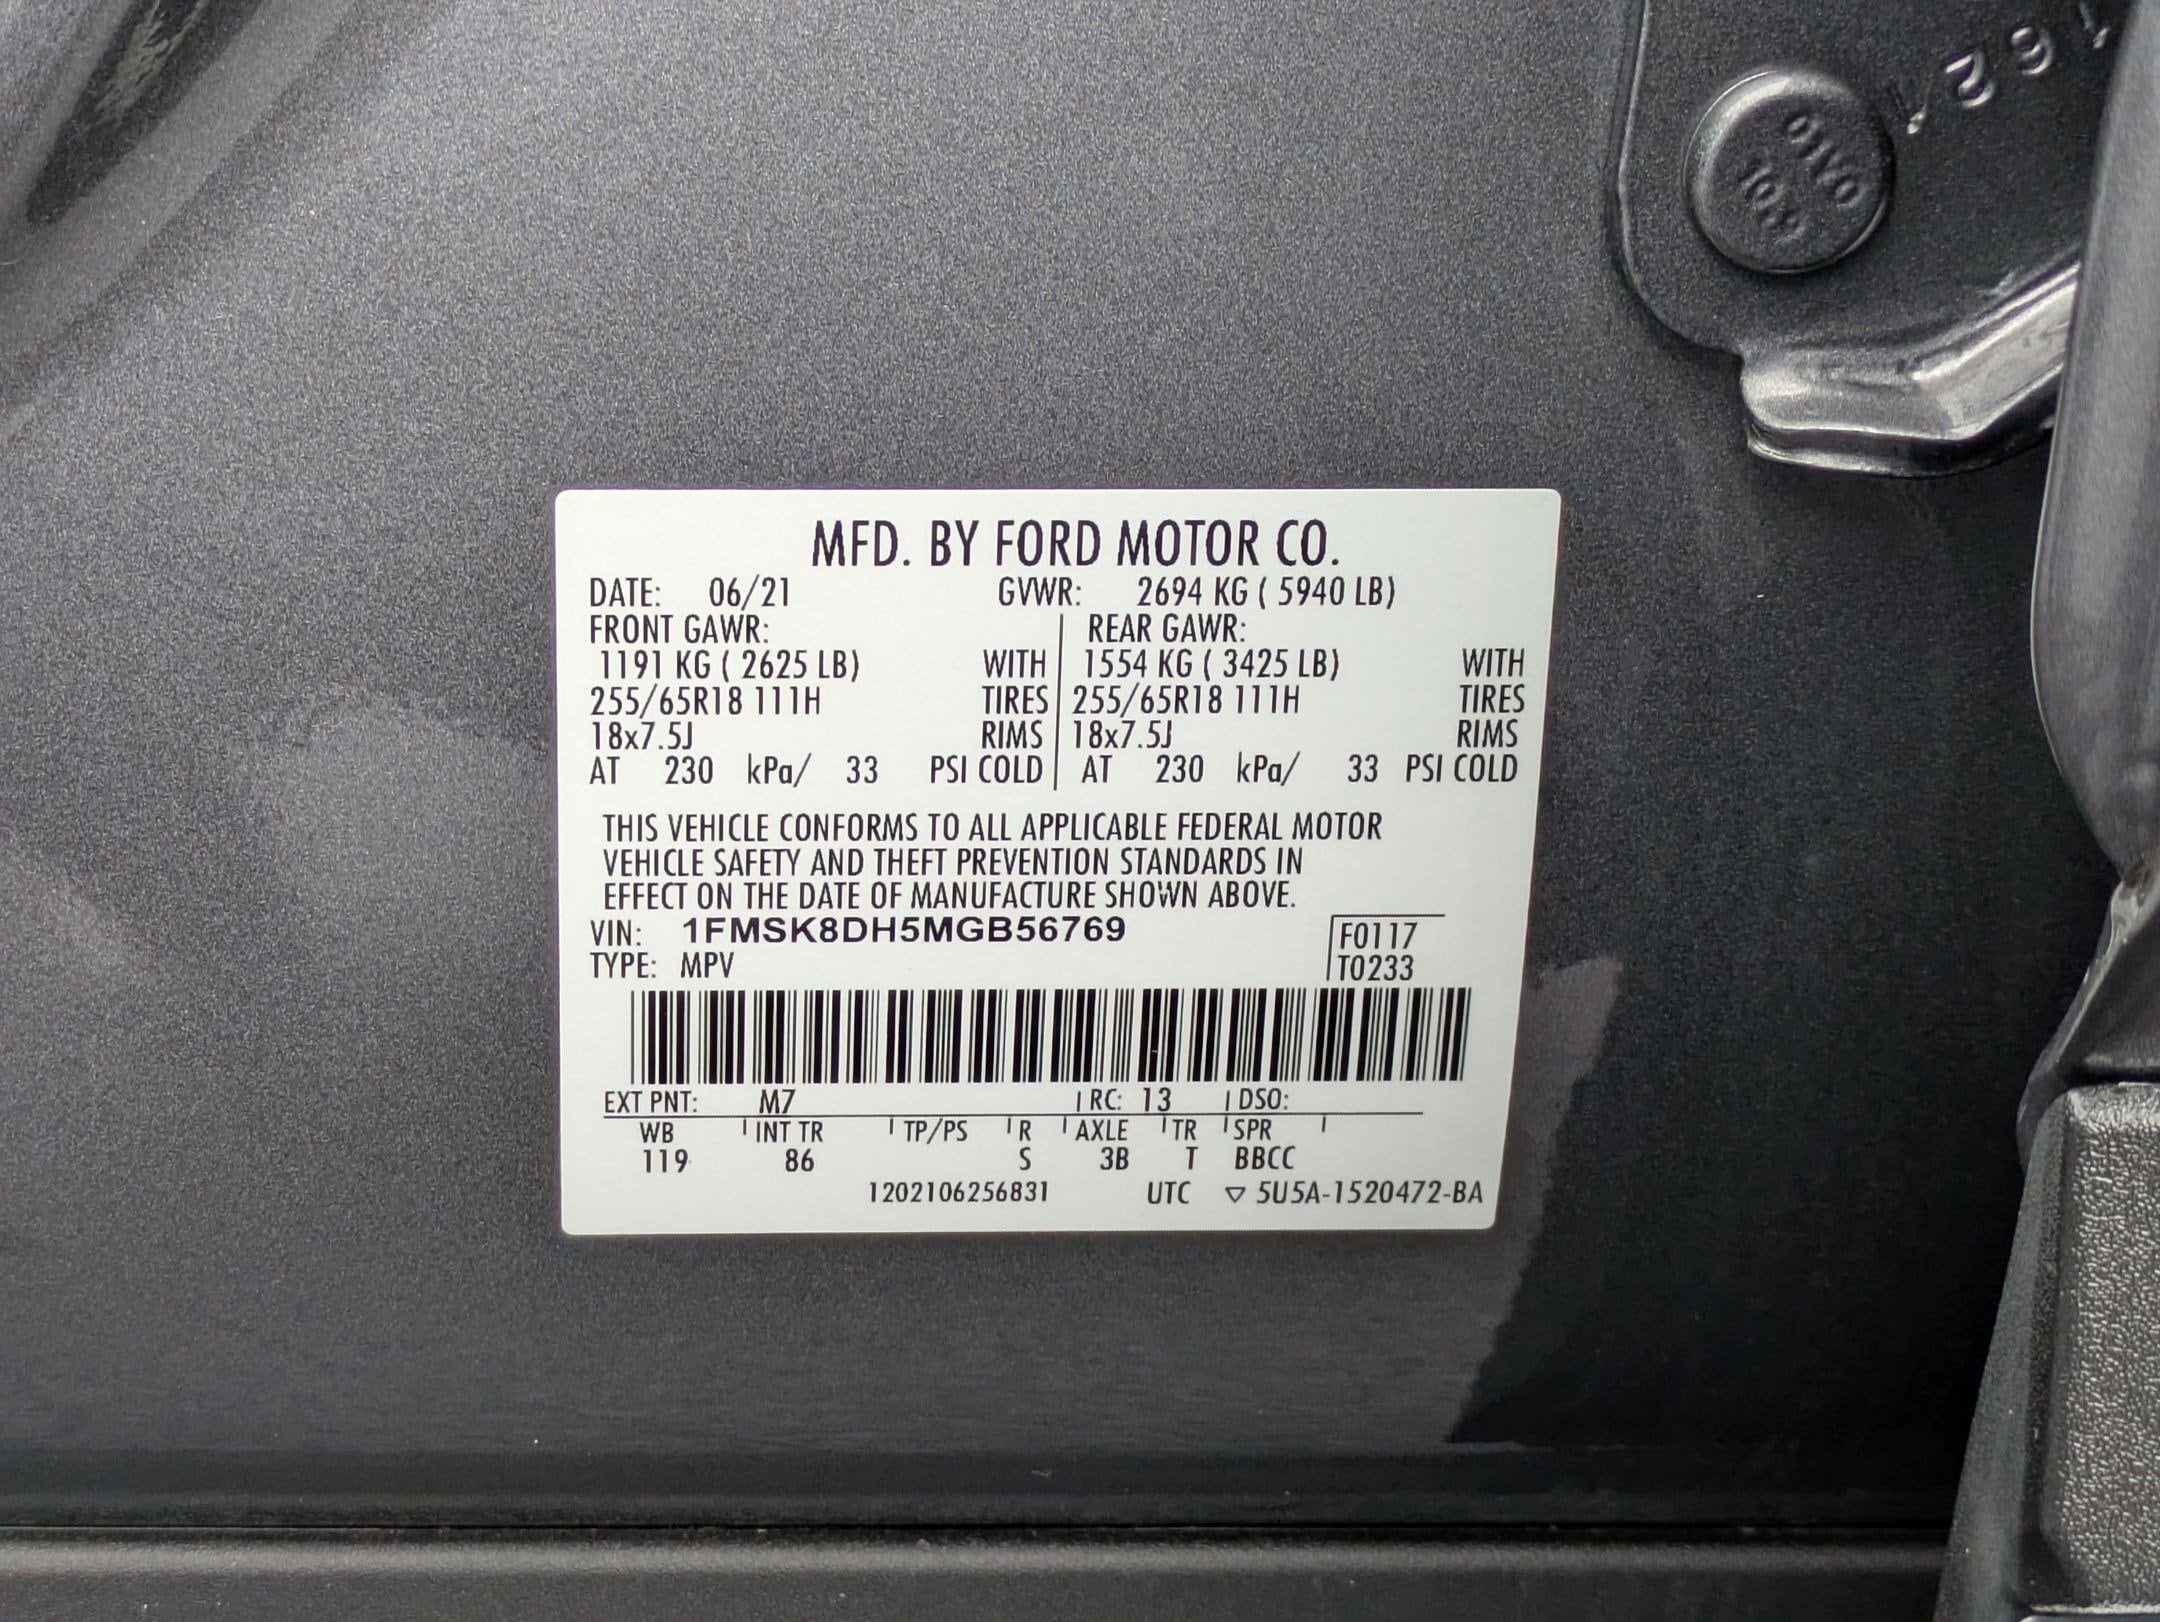 MFD. BY FORD MOTOR CO.
DATE: 06/21 GVWR: 2694 KG ( 5940 LB)
FRONT GAWR: REAR GAWR:
1191 KG ( 2625 LB) WITH 1554 KG ( 3425 LB) WITH
255/65R18 111H TIRES 255/65R18 111H TIRES
18x7.5J RIMS 18x7.5J RIMS
AT 230 kPa/ 33 PSI COLD AT 230 kPa/ 33 PSI COLD
THIS VEHICLE CONFORMS TO ALL APPLICABLE FEDERAL MOTOR
VEHICLE SAFETY AND THEFT PREVENTION STANDARDS IN
EFFECT ON THE DATE OF MANUFACTURE SHOWN ABOVE.
VIN: 1FMSK8DH5MGB56769 F0117
TYPE: MPV T0233
EXT PNT: M7 RC: 13 DSO:
WB INT TR TP/PS R AXLE TR SPR
119 86 S 3B T BBCC
1202106256831 UTC ▽ 5U5A-1520472-BA